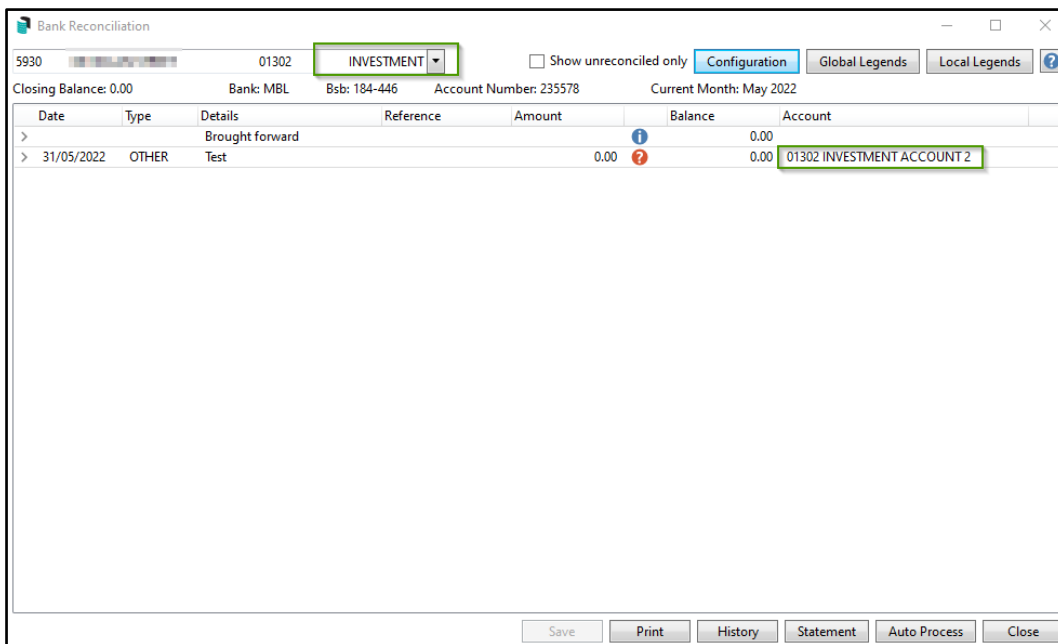 Bank Reconciliation
5930 01302 INVESTMENT Show unreconciled only Configuration Global Legends Local Legends ?
Closing Balance: 0.00 Bank: MBL Bsb: 184-446 Account Number: 235578 Current Month: May 2022
Date Type Details Reference Amount Balance Account
Brought forward 0.00
31/05/2022 OTHER Test 0.00 ? 0.00 01302 INVESTMENT ACCOUNT 2
Save Print History Statement Auto Process Close